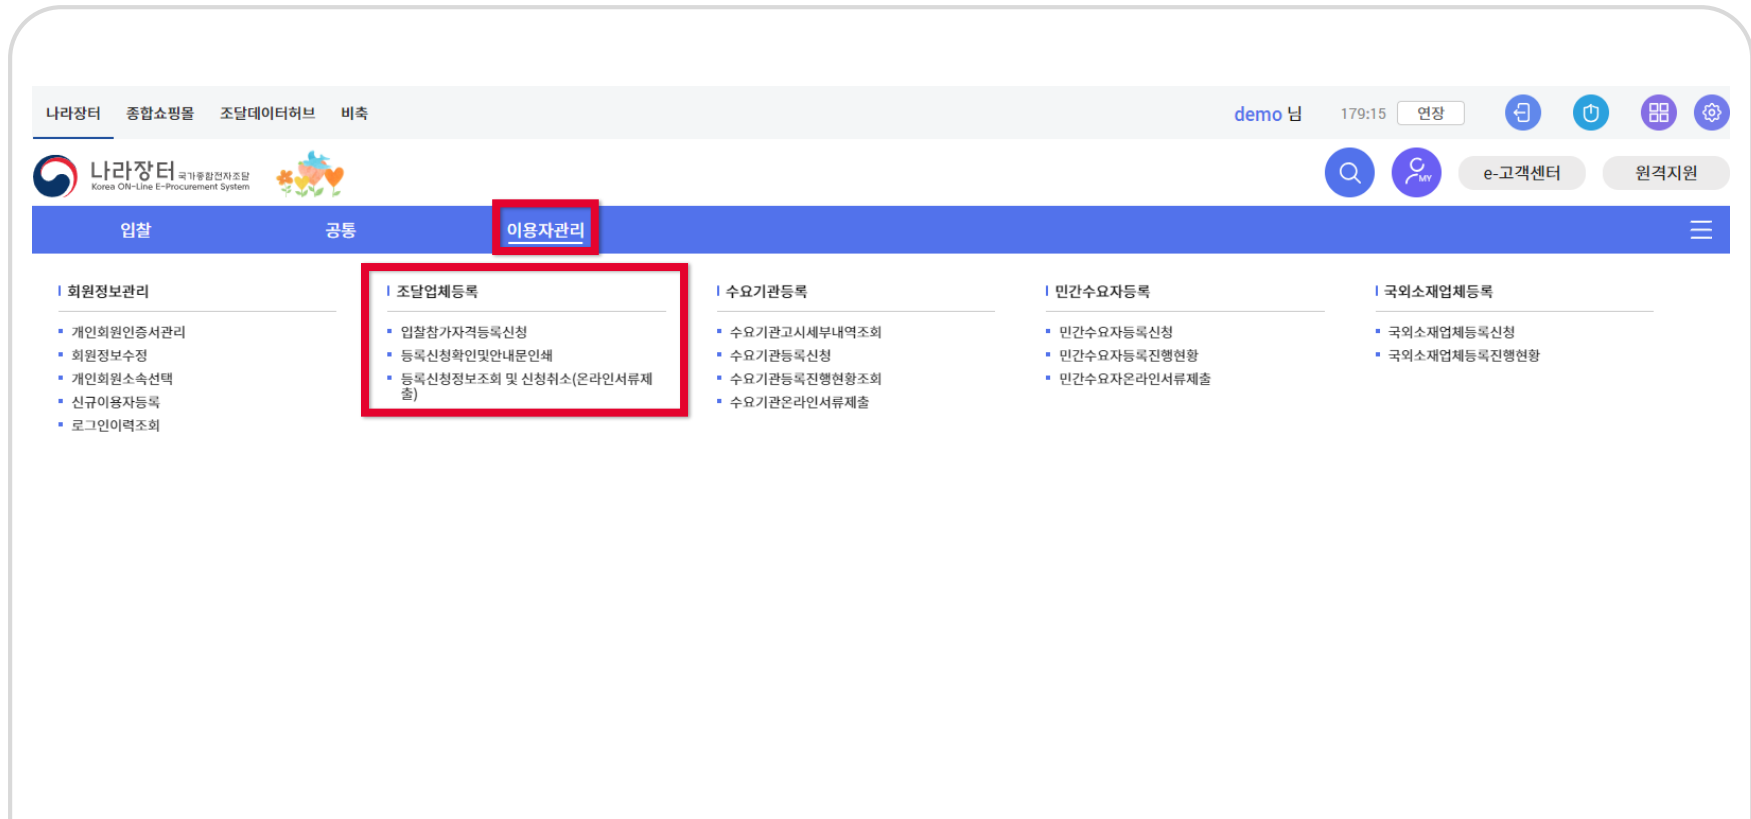 나라장터 종합쇼핑몰 조달데이터허브 비축
demo 님 179:15 연장
나라장터 국가종합전자조달
Korea ON-Line E-Procurement System
MY
e-고객센터 원격지원
입찰 공통 이용자관리
회원정보관리
개인회원인증서관리
회원정보수정
개인회원소속선택
신규이용자등록
로그인이력조회
조달업체등록
입찰참가자격등록신청
등록신청확인및안내문인쇄
등록신청정보조회 및 신청취소(온라인서류제
출)
수요기관등록
수요기관고시세부내역조회
수요기관등록신청
수요기관등록진행현황조회
수요기관온라인서류제출
민간수요자등록
민간수요자등록신청
민간수요자등록진행현황
민간수요자온라인서류제출
국외소재업체등록
국외소재업체등록신청
국외소재업체등록진행현황